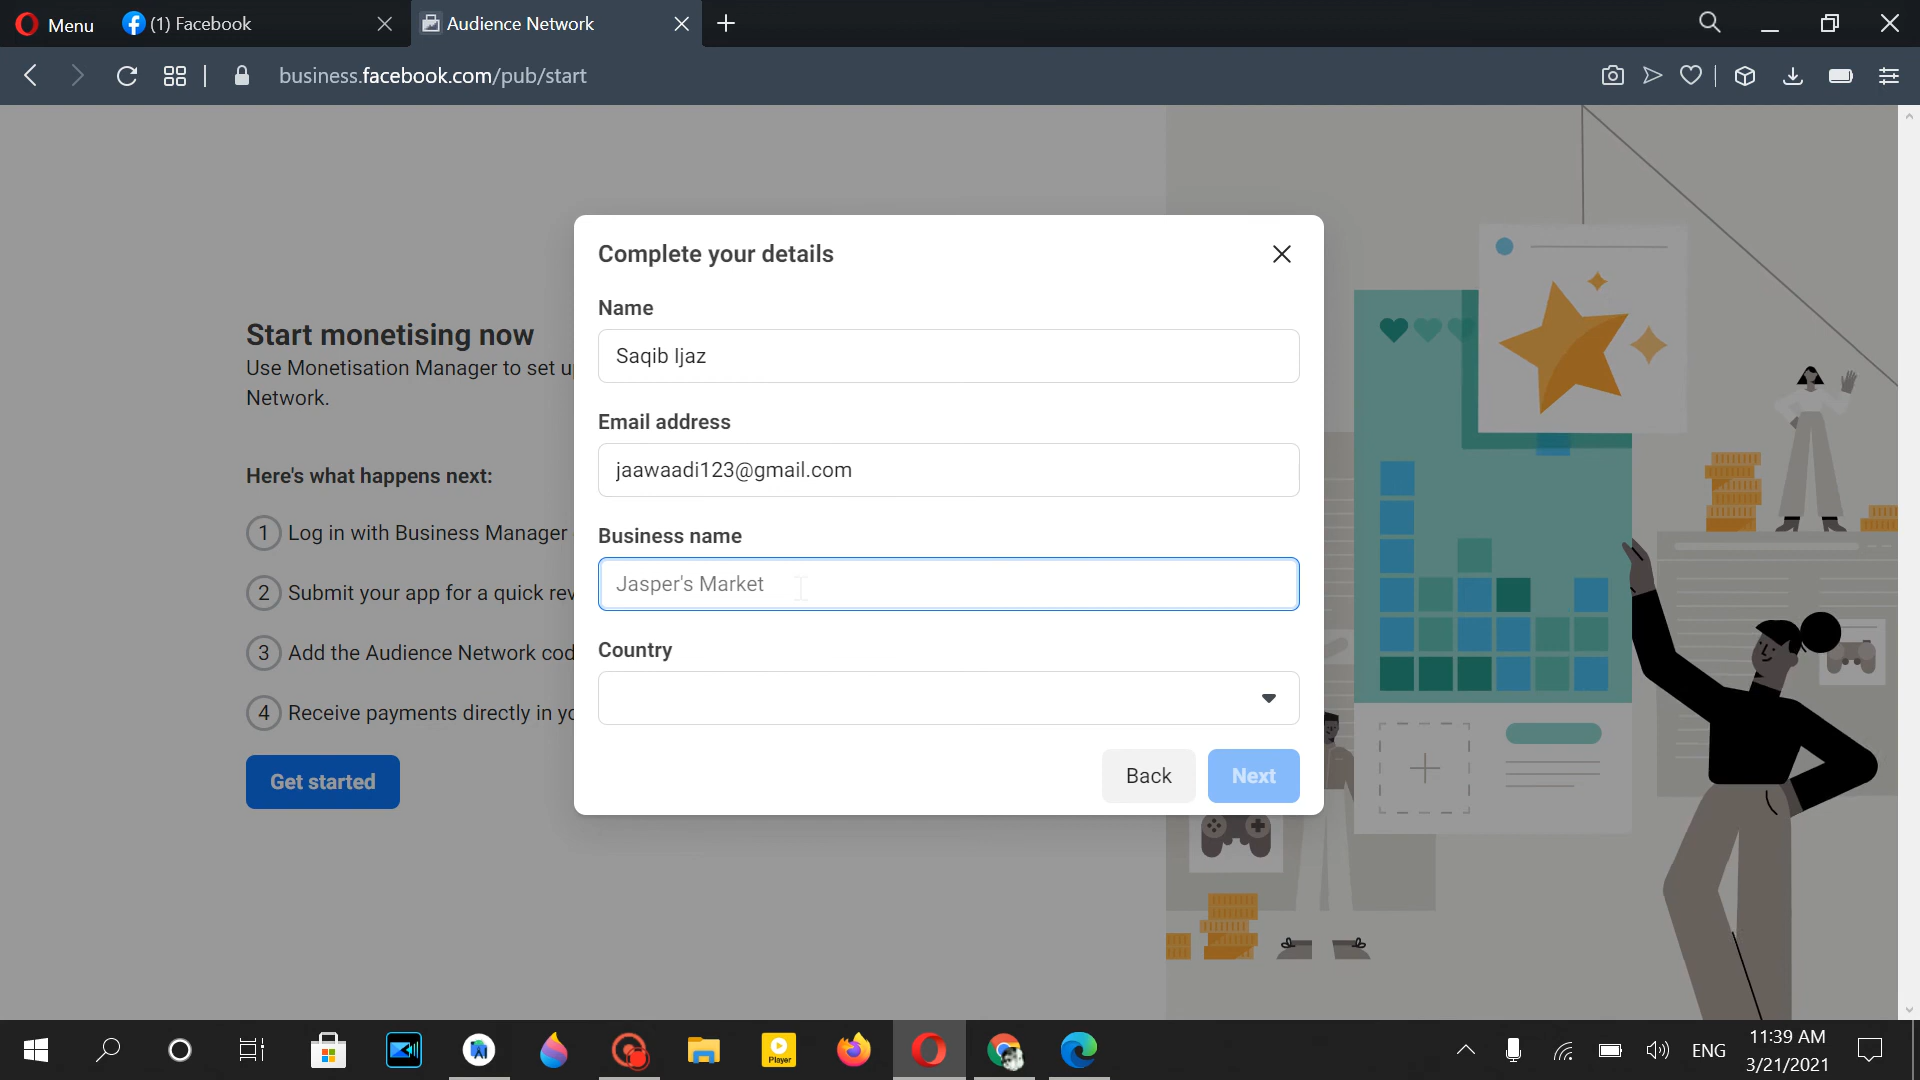 Menu
(1) Facebook
Audience Network
business.facebook.com/pub/start
Start monetising now
Use Monetisation Manager to set
Network.
Here's what happens next:
1 Log in with Business Manager
2 Submit your app for a quick
3 Add the Audience Network
4 Receive payments directly in
Get started
Complete your details
Name
Saqib Ijaz
Email address
jaawaadi123@gmail.com
Business name
Jasper's Market
Country
Back
Next
Player
ENG
11:39 AM
3/21/2021